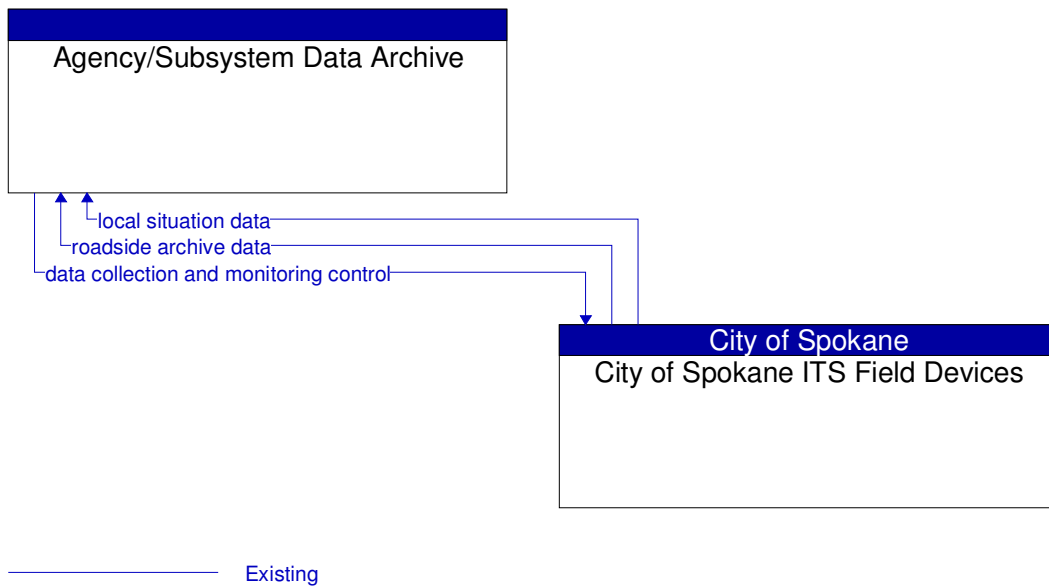 Agency/Subsystem Data Archive
local situation data
roadside archive data
data collection and monitoring control
City of Spokane
City of Spokane ITS Field Devices
Existing